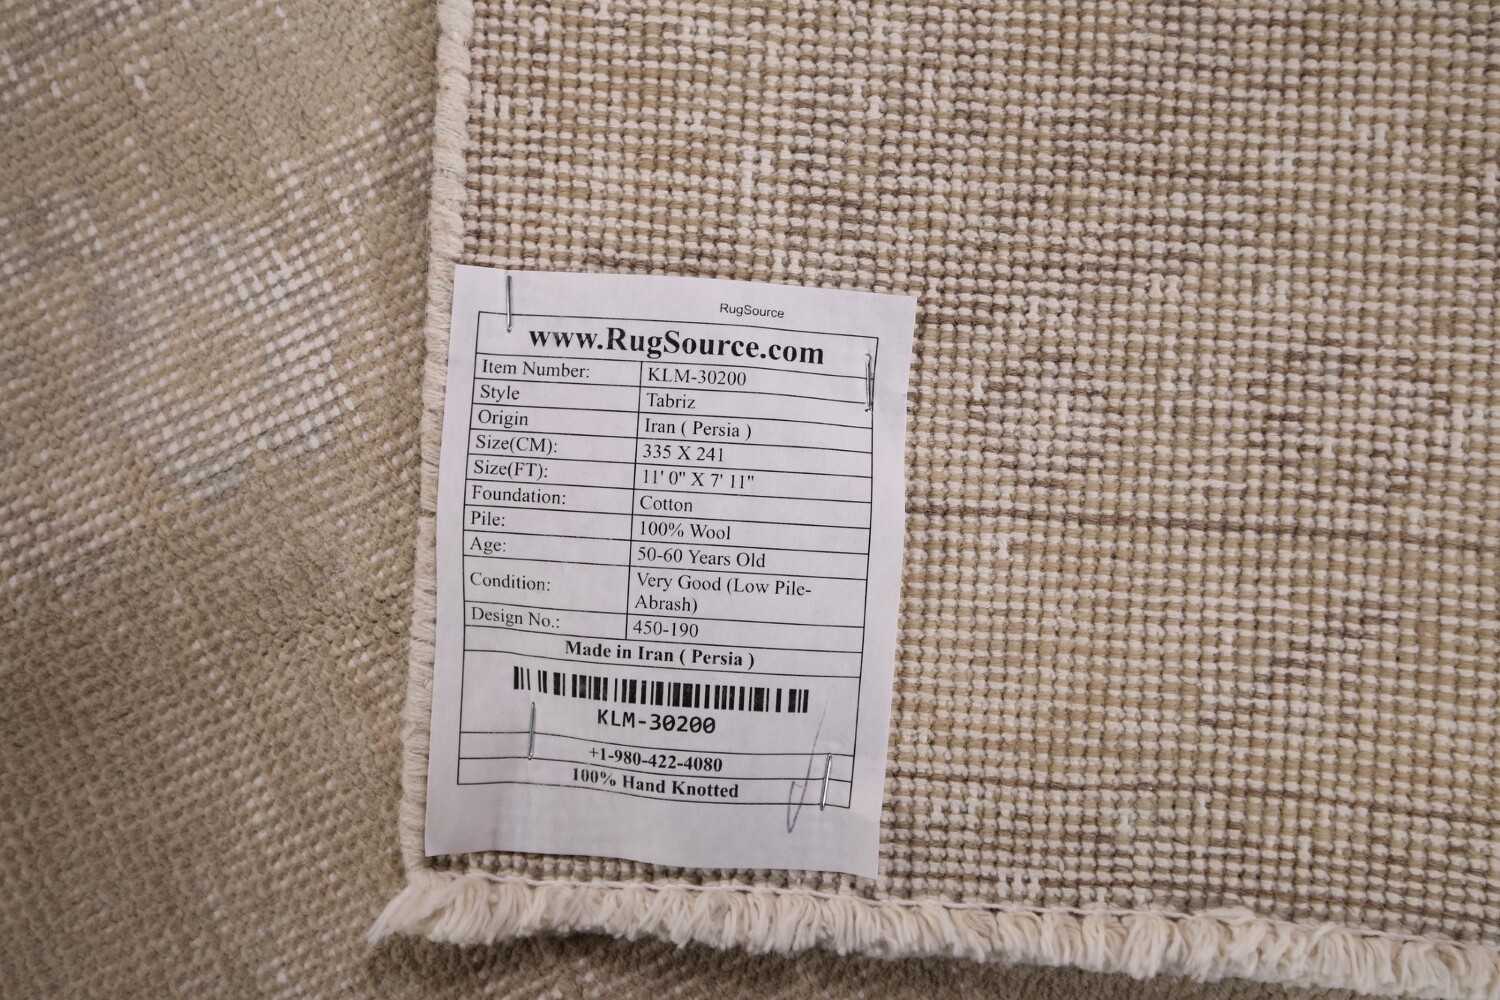 RugSource
www.RugSource.com
Item Number: KLM-30200
Style Tabriz
Origin Iran ( Persia )
Size(CM): 335 X 241
Size(FT): 11' 0" X 7' 11"
Foundation: Cotton
Pile: 100% Wool
Age: 50-60 Years Old
Condition: Very Good (Low Pile-
Abrash)
Design No.: 450-190
Made in Iran ( Persia )
KLM-30200
+1-980-422-4080
100% Hand Knotted